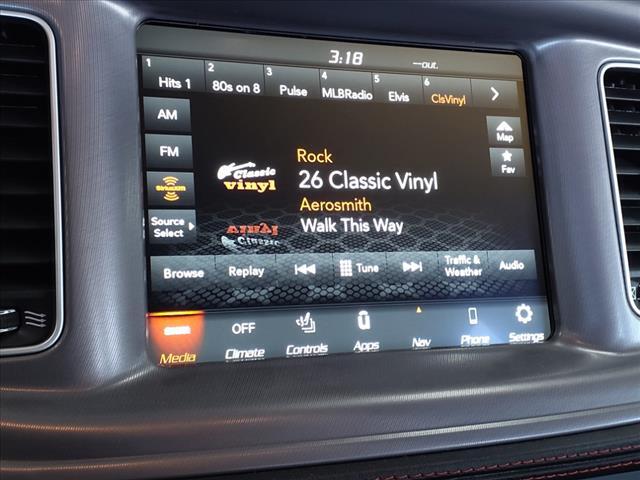 3:18 —out.
1 Hits 1 2 80s on 8 3 Pulse 4 MLBRadio 5 Elvis 6 ClsVinyl
AM
FM
SiriusXM
Source Select
Classic
vinyl
Rock
26 Classic Vinyl
Aerosmith
Walk This Way
Map
Fav
Browse Replay Tune Traffic & Weather Audio
Media OFF Climate Controls Apps Nav Phone Settings